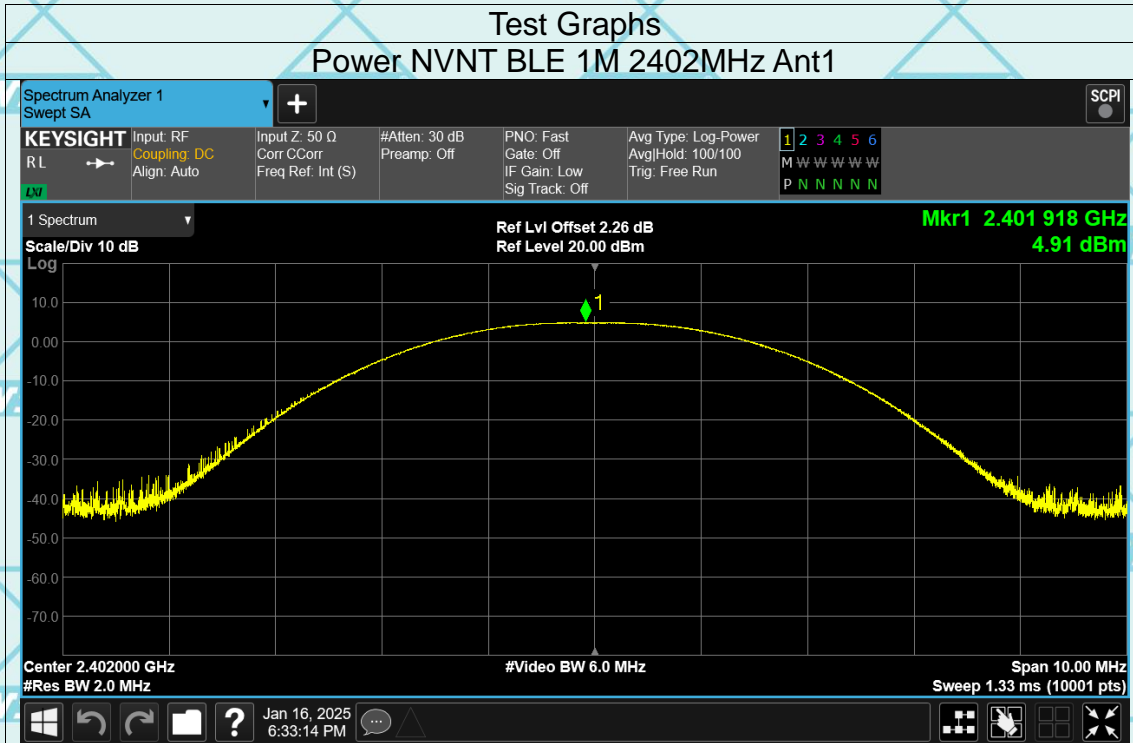 Test Graphs
Power NVNT BLE 1M 2402MHz Ant1
Spectrum Analyzer 1
Swept SA
SCPI
KEYSIGHT
R L
LXI
Input: RF
Coupling: DC
Align: Auto
Input Z: 50 Ω
Corr CCorr
Freq Ref: Int (S)
#Atten: 30 dB
Preamp: Off
PNO: Fast
Gate: Off
IF Gain: Low
Sig Track: Off
Avg Type: Log-Power
Avg|Hold: 100/100
Trig: Free Run
1 2 3 4 5 6
M W W W W W
P N N N N N
1 Spectrum
Scale/Div 10 dB
Ref Lvl Offset 2.26 dB
Ref Level 20.00 dBm
Mkr1 2.401 918 GHz
4.91 dBm
Log
1
10.0
0.00
-10.0
-20.0
-30.0
-40.0
-50.0
-60.0
-70.0
Center 2.402000 GHz
#Res BW 2.0 MHz
#Video BW 6.0 MHz
Span 10.00 MHz
Sweep 1.33 ms (10001 pts)
?
Jan 16, 2025
6:33:14 PM